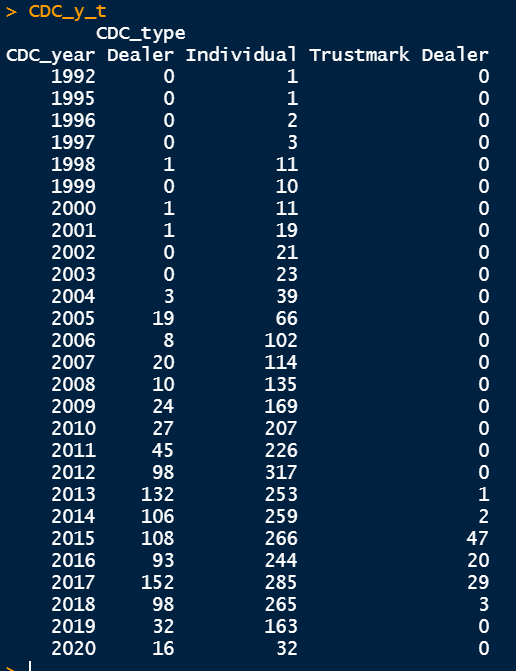 > CDC_y_t
CDC_type
CDC_year Dealer Individual Trustmark Dealer
1992 0 1 0
1995 0 1 0
1996 0 2 0
1997 0 3 0
1998 1 11 0
1999 0 10 0
2000 1 11 0
2001 1 19 0
2002 0 21 0
2003 0 23 0
2004 3 39 0
2005 19 66 0
2006 8 102 0
2007 20 114 0
2008 10 135 0
2009 24 169 0
2010 27 207 0
2011 45 226 0
2012 98 317 0
2013 132 253 1
2014 106 259 2
2015 108 266 47
2016 93 244 20
2017 152 285 29
2018 98 265 3
2019 32 163 0
2020 16 32 0
>